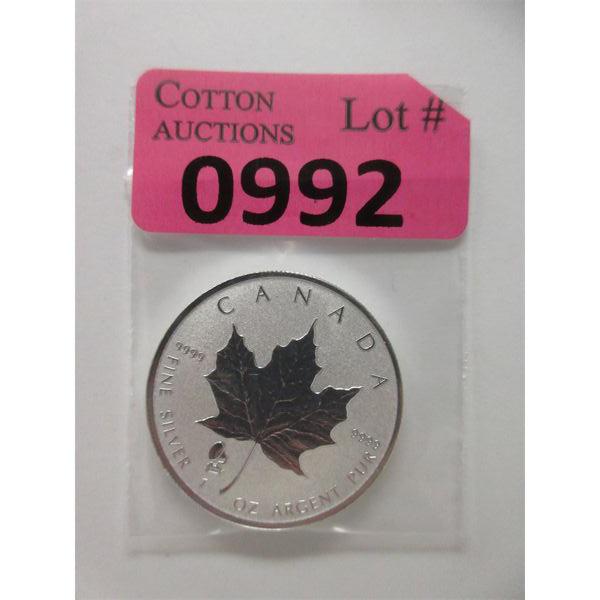 COTTON
AUCTIONS
Lot #
0992
CANADA
9999
FINE SILVER 1 OZ ARGENT PUR
9999